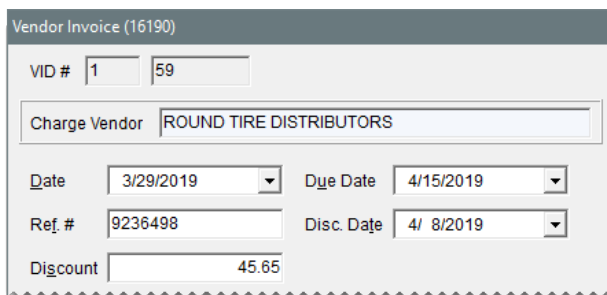 Vendor Invoice (16190)
VID # 1 59
Charge Vendor ROUND TIRE DISTRIBUTORS
Date 3/29/2019 Due Date 4/15/2019
Ref. # 9236498 Disc. Date 4/ 8/2019
Discount 45.65